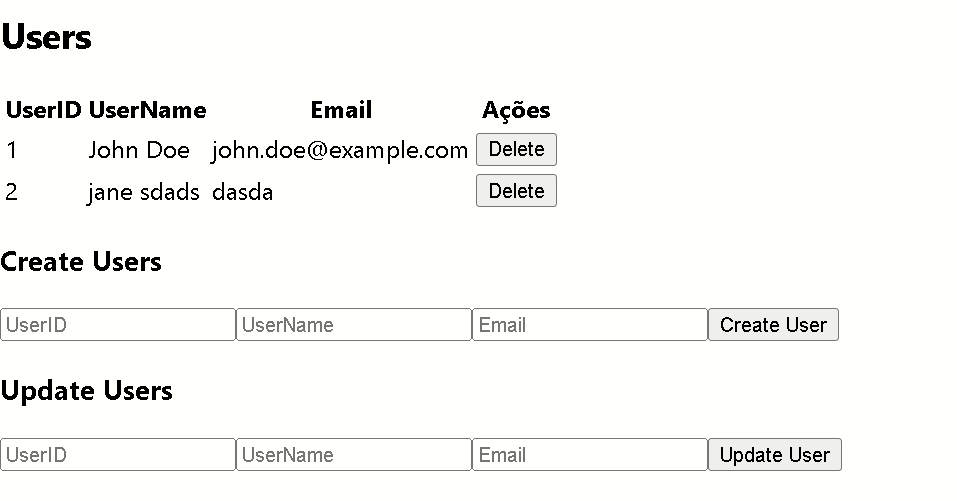 Users
UserID UserName Email Ações
1 John Doe john.doe@example.com Delete
2 jane sdads dasda Delete
Create Users
UserID UserName Email Create User
Update Users
UserID UserName Email Update User